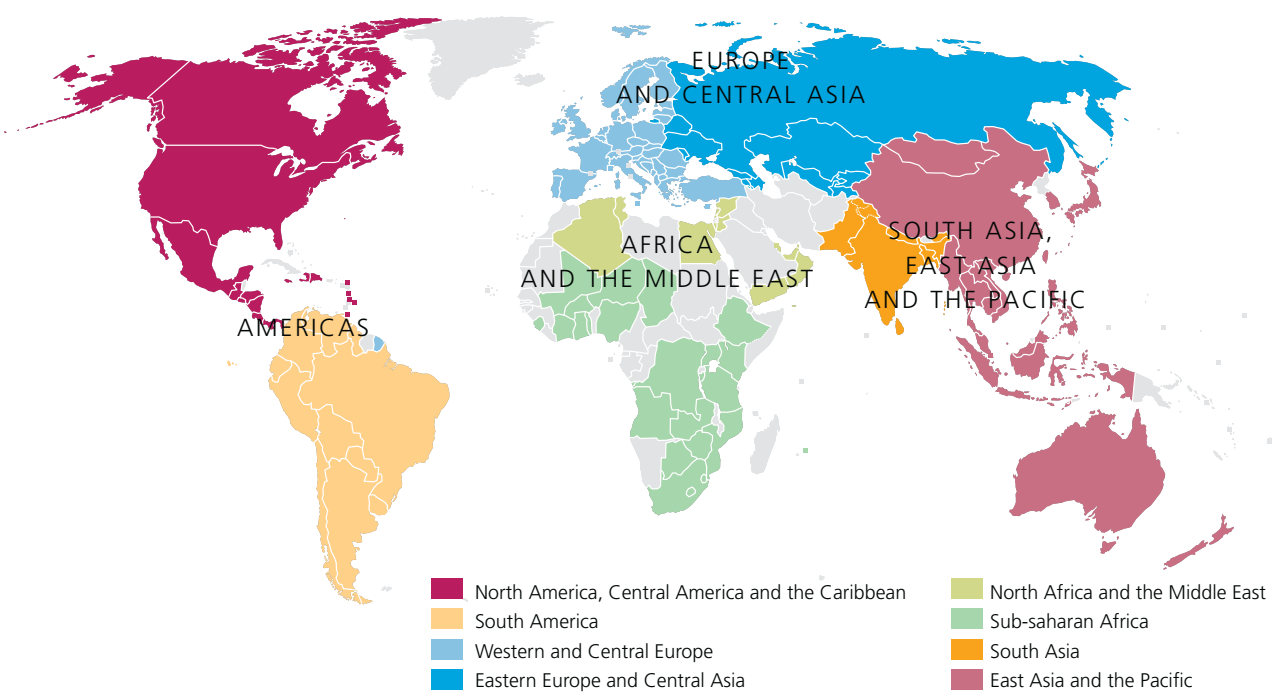 EUROPE
AND CENTRAL ASIA
SOUTH ASIA,
EAST ASIA
AND THE PACIFIC
AFRICA
AND THE MIDDLE EAST
AMERICAS
North America, Central America and the Caribbean
South America
Western and Central Europe
Eastern Europe and Central Asia
North Africa and the Middle East
Sub-saharan Africa
South Asia
East Asia and the Pacific